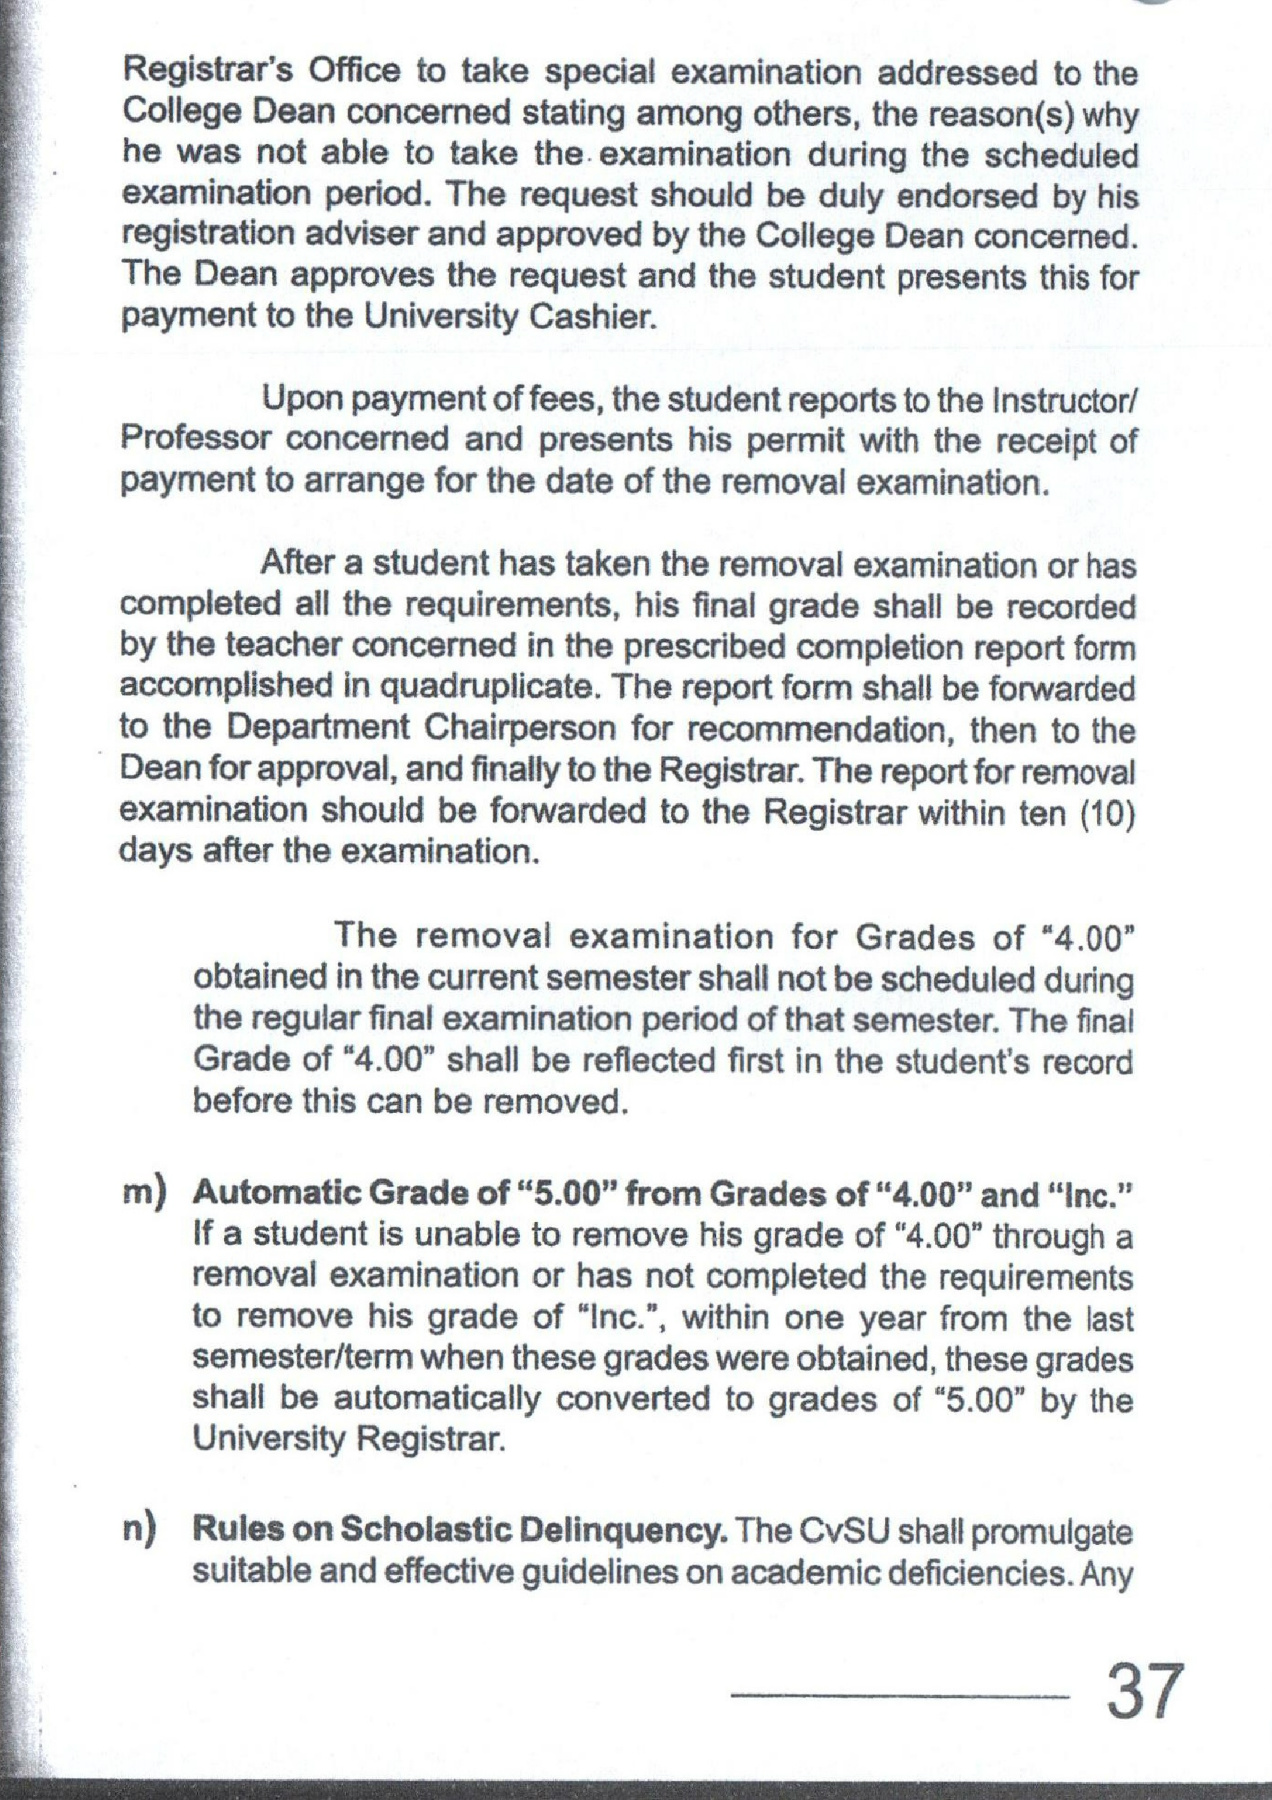 Registrar's Office to take special examination addressed to the
College Dean concerned stating among others, the reason(s) why
he was not able to take the examination during the scheduled
examination period. The request should be duly endorsed by his
registration adviser and approved by the College Dean concerned.
The Dean approves the request and the student presents this for
payment to the University Cashier.
Upon payment of fees, the student reports to the Instructor/
Professor concerned and presents his permit with the receipt of
payment to arrange for the date of the removal examination.
After a student has taken the removal examination or has
completed all the requirements, his final grade shall be recorded
by the teacher concerned in the prescribed completion report form
accomplished in quadruplicate. The report form shall be forwarded
to the Department Chairperson for recommendation, then to the
Dean for approval, and finally to the Registrar. The report for removal
examination should be forwarded to the Registrar within ten (10)
days after the examination.
The removal examination for Grades of "4.00"
obtained in the current semester shall not be scheduled during
the regular final examination period of that semester. The final
Grade of "4.00" shall be reflected first in the student's record
before this can be removed.
m) Automatic Grade of "5.00" from Grades of "4.00" and "Inc."
If a student is unable to remove his grade of "4.00" through a
removal examination or has not completed the requirements
to remove his grade of "Inc.", within one year from the last
semester/term when these grades were obtained, these grades
shall be automatically converted to grades of "5.00" by the
University Registrar.
n) Rules on Scholastic Delinquency. The CvSU shall promulgate
suitable and effective guidelines on academic deficiencies. Any
37